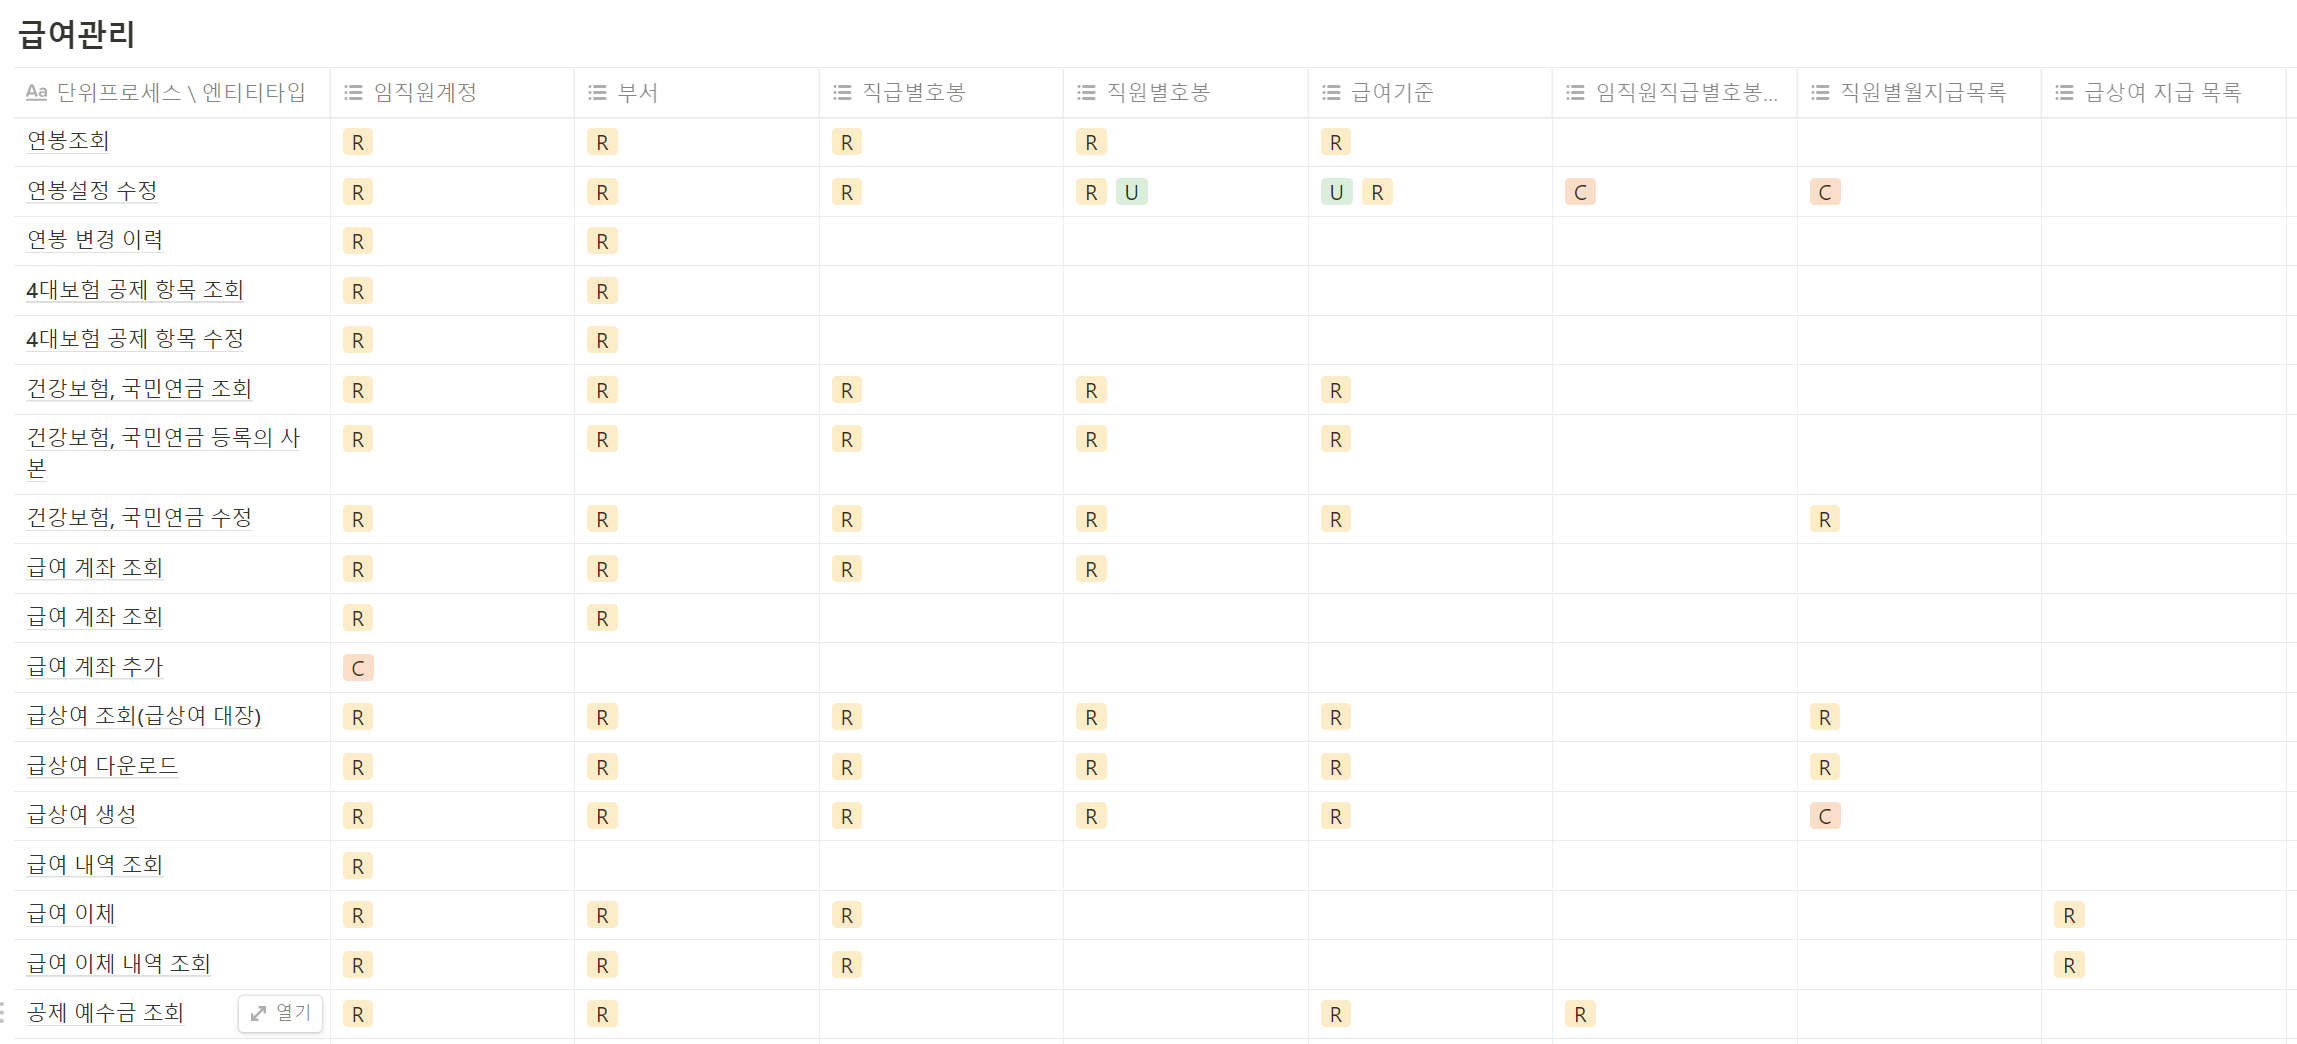 급여관리
Aa 단위프로세스 \ 엔티티타입 임직원계정 부서 직급별호봉 직원별호봉 급여기준 임직원직급별호봉... 직원별월지급목록 급상여 지급 목록
연봉조회 R R R R R
연봉설정 수정 R R R R U U R C C
연봉 변경 이력 R R
4대보험 공제 항목 조회 R R
4대보험 공제 항목 수정 R R
건강보험, 국민연금 조회 R R R R R
건강보험, 국민연금 등록의 사 R R R R R
본
건강보험, 국민연금 수정 R R R R R R
급여 계좌 조회 R R R R
급여 계좌 조회 R R
급여 계좌 추가 C
급상여 조회(급상여 대장) R R R R R R
급상여 다운로드 R R R R R R
급상여 생성 R R R R R C
급여 내역 조회 R
급여 이체 R R R R
급여 이체 내역 조회 R R R R
공제 예수금 조회 열기 R R R R